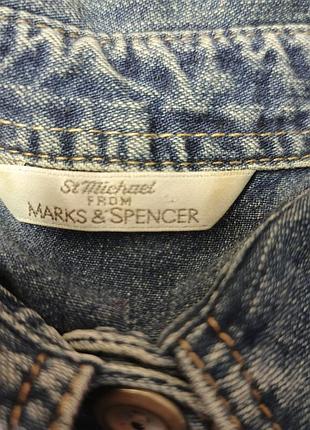 St Michael
FROM
MARKS & SPENCER